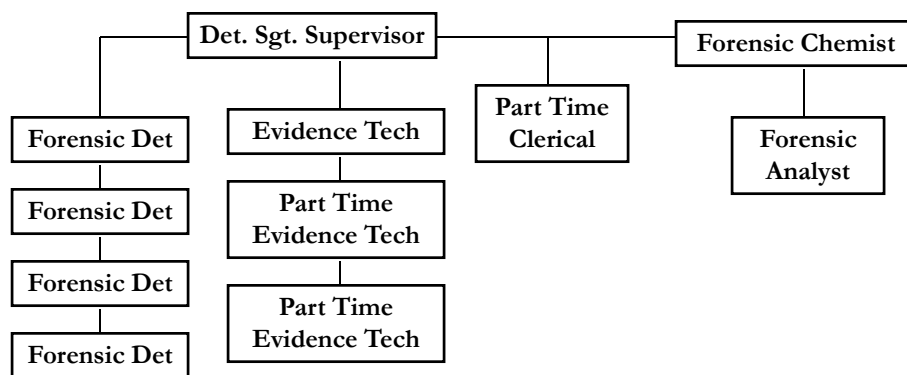 Det. Sgt. Supervisor
Forensic Chemist
Part Time
Clerical
Forensic Det
Evidence Tech
Forensic
Analyst
Forensic Det
Part Time
Evidence Tech
Forensic Det
Part Time
Evidence Tech
Forensic Det